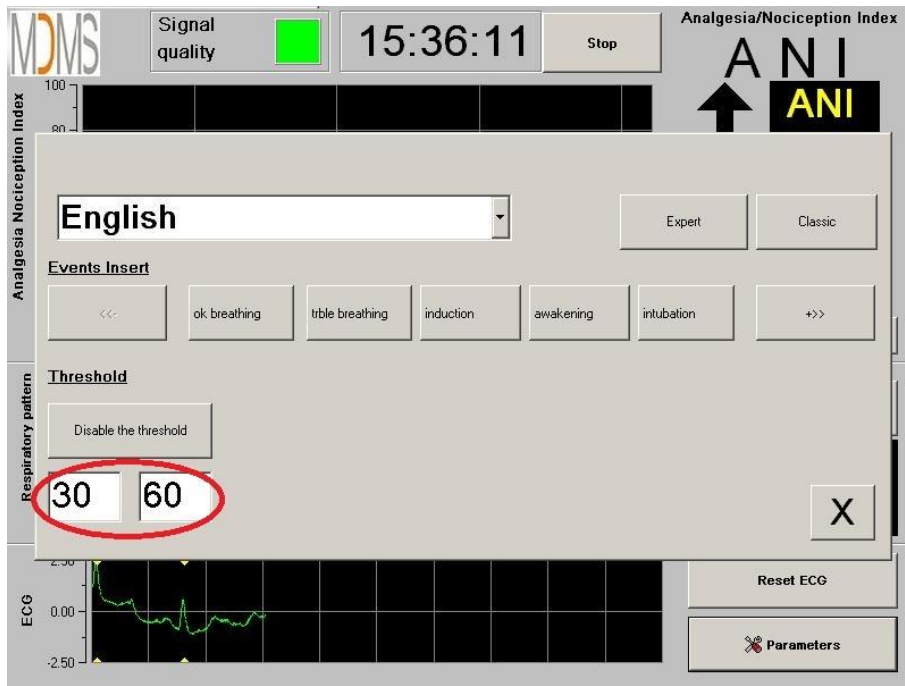 MDMS
Signal quality
15:36:11
Stop
Analgesia/Nociception Index
ANI
ANI
Analgesia Nociception Index
100
80
English
Expert
Classic
Events Insert
<<-
ok breathing
trble breathing
induction
awakening
intubation
+>>
Threshold
Disable the threshold
30
60
X
Respiratory pattern
ECG
2.50
0.00
-2.50
Reset ECG
Parameters